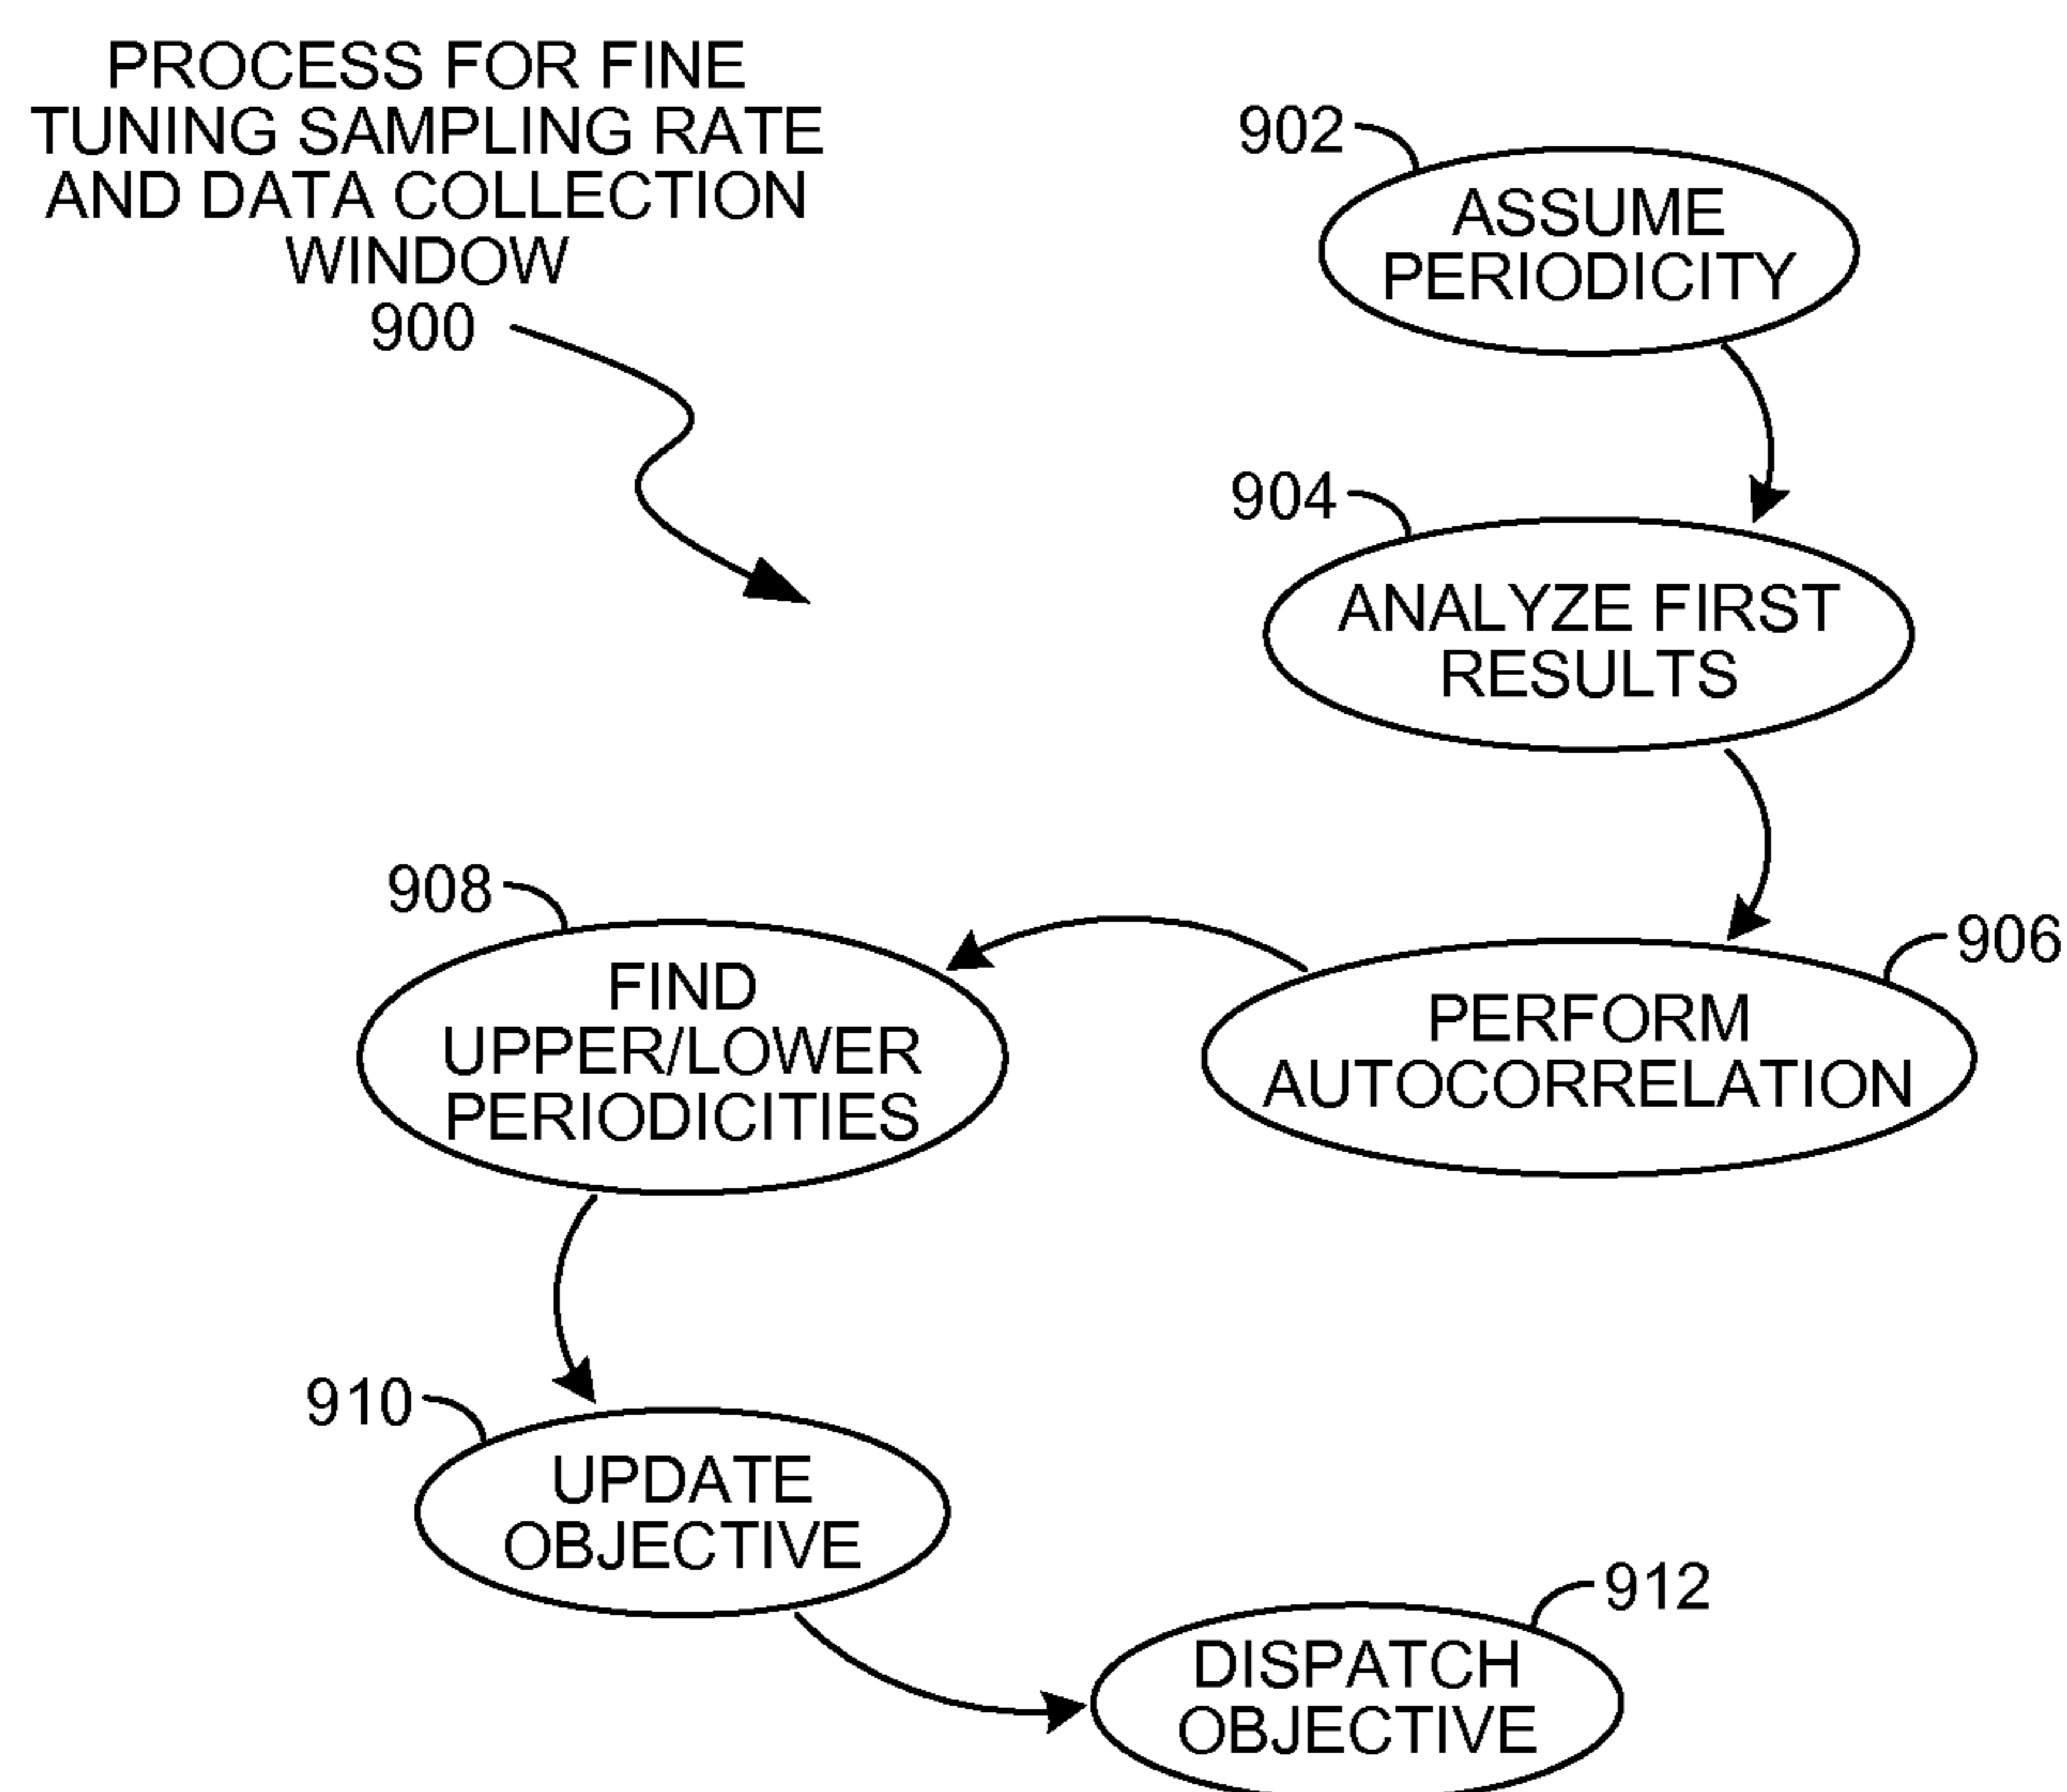 PROCESS FOR FINE
TUNING SAMPLING RATE
AND DATA COLLECTION
WINDOW
900
902
ASSUME
PERIODICITY
904
ANALYZE FIRST
RESULTS
906
PERFORM
AUTOCORRELATION
908
FIND
UPPER/LOWER
PERIODICITIES
910
UPDATE
OBJECTIVE
912
DISPATCH
OBJECTIVE